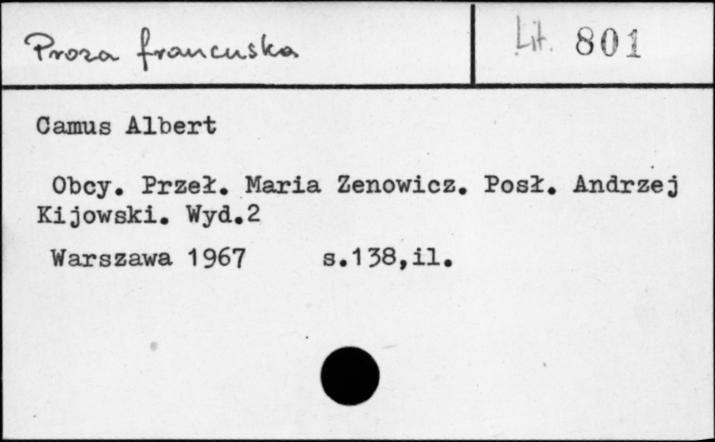 Proza francuska
Lit. 801
Camus Albert
Obcy. Przeł. Maria Zenowicz. Posł. Andrzej
Kijowski. Wyd.2
Warszawa 1967 s.138,il.